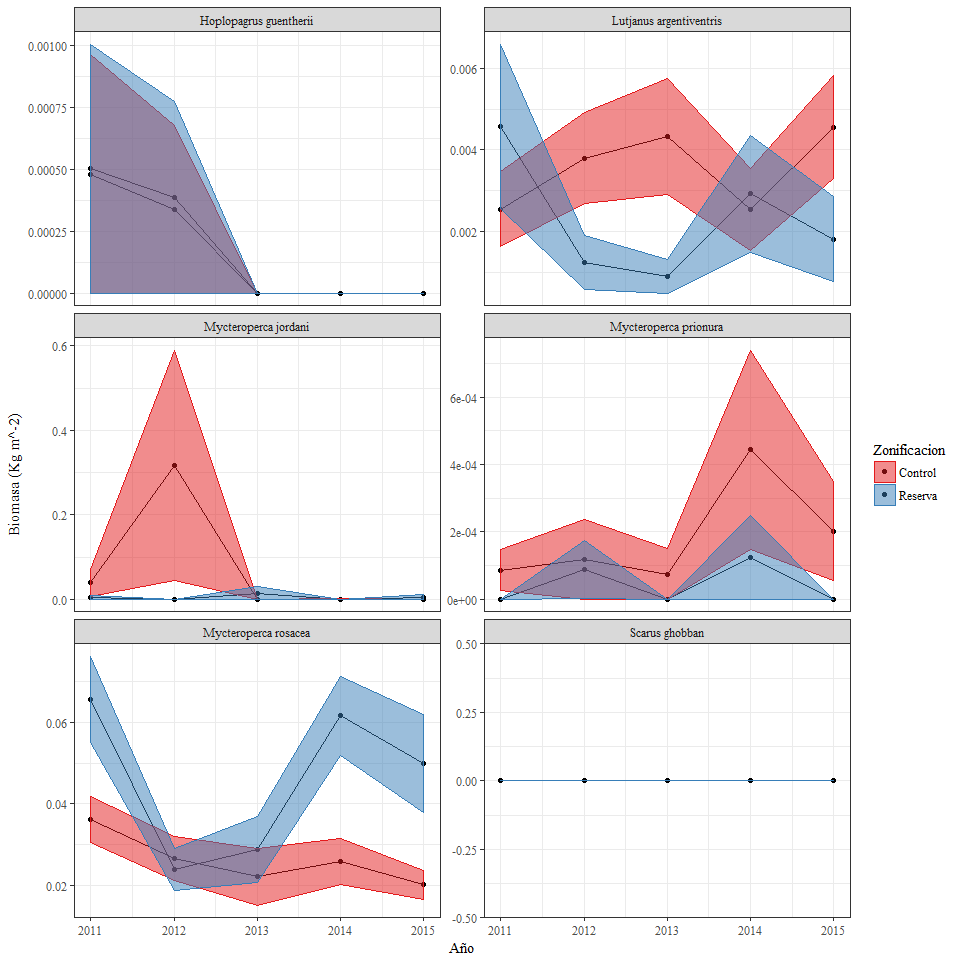 Hoplopagrus guentherii
Lutjanus argentiventris
0.00100
0.00075
0.00050
0.00025
0.00000
0.006
0.004
0.002
Mycteroperca jordani
Mycteroperca prionura
0.6
0.4
0.2
0.0
6e-04
4e-04
2e-04
0e+00
Biomasa (Kg m^-2)
Zonificacion
Control
Reserva
Mycteroperca rosacea
Scarus ghobban
0.06
0.04
0.02
0.50
0.25
0.00
-0.25
-0.50
2011 2012 2013 2014 2015
2011 2012 2013 2014 2015
Año